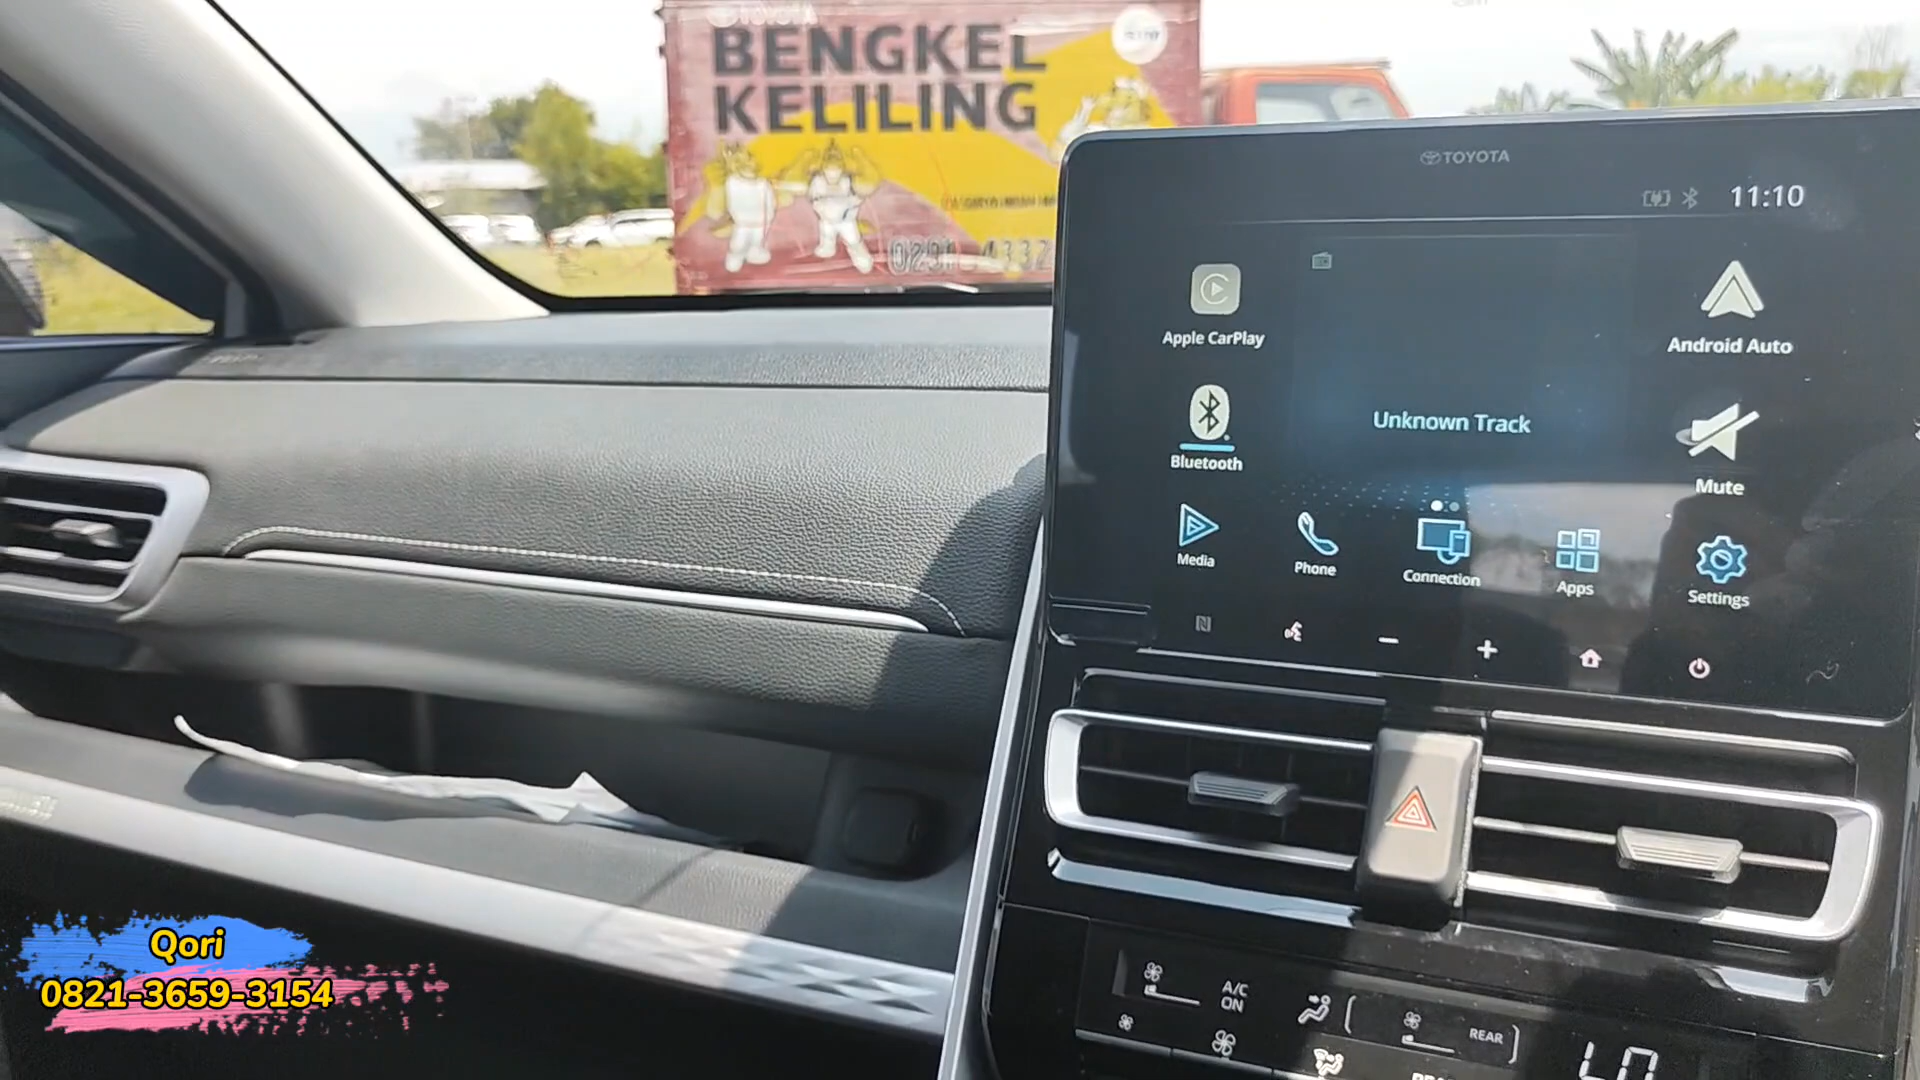 BENGKEL
KELILING
TOYOTA
11:10
Apple CarPlay
Android Auto
Unknown Track
Bluetooth
Mute
Media
Phone
Connection
Apps
Settings
A/C
ON
REAR
LO
Qori
0821-3659-3154